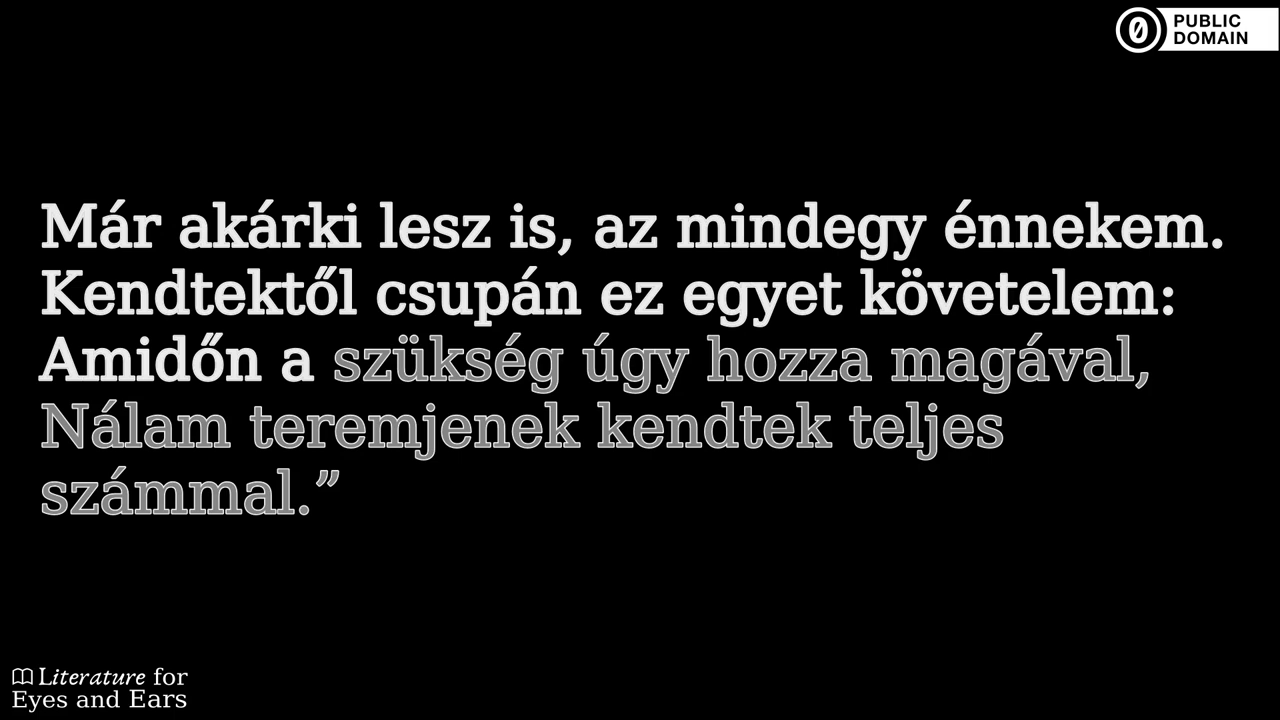 PUBLIC
DOMAIN
Már akárki lesz is, az mindegy énnekem.
Kendtektől csupán ez egyet követelem:
Amidőn a szükség úgy hozza magával,
Nálam teremjenek kendtek teljes
számmal.”
Literature for
Eyes and Ears